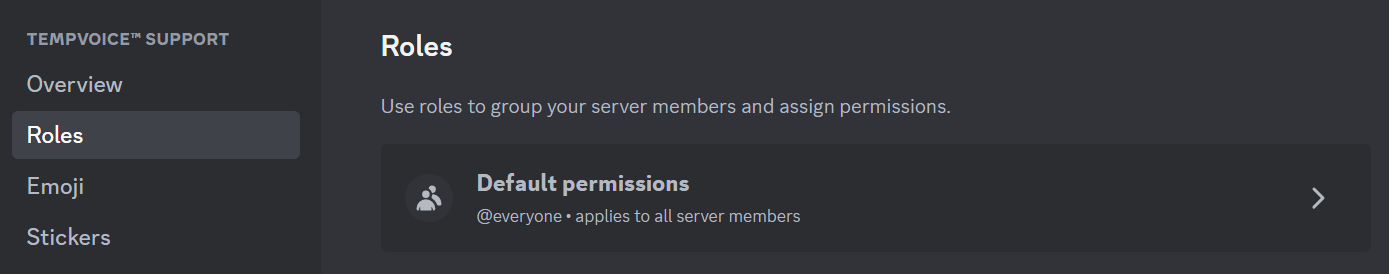 TEMPVOICE™ SUPPORT
Overview
Roles
Emoji
Stickers
Roles
Use roles to group your server members and assign permissions.
Default permissions
@everyone • applies to all server members